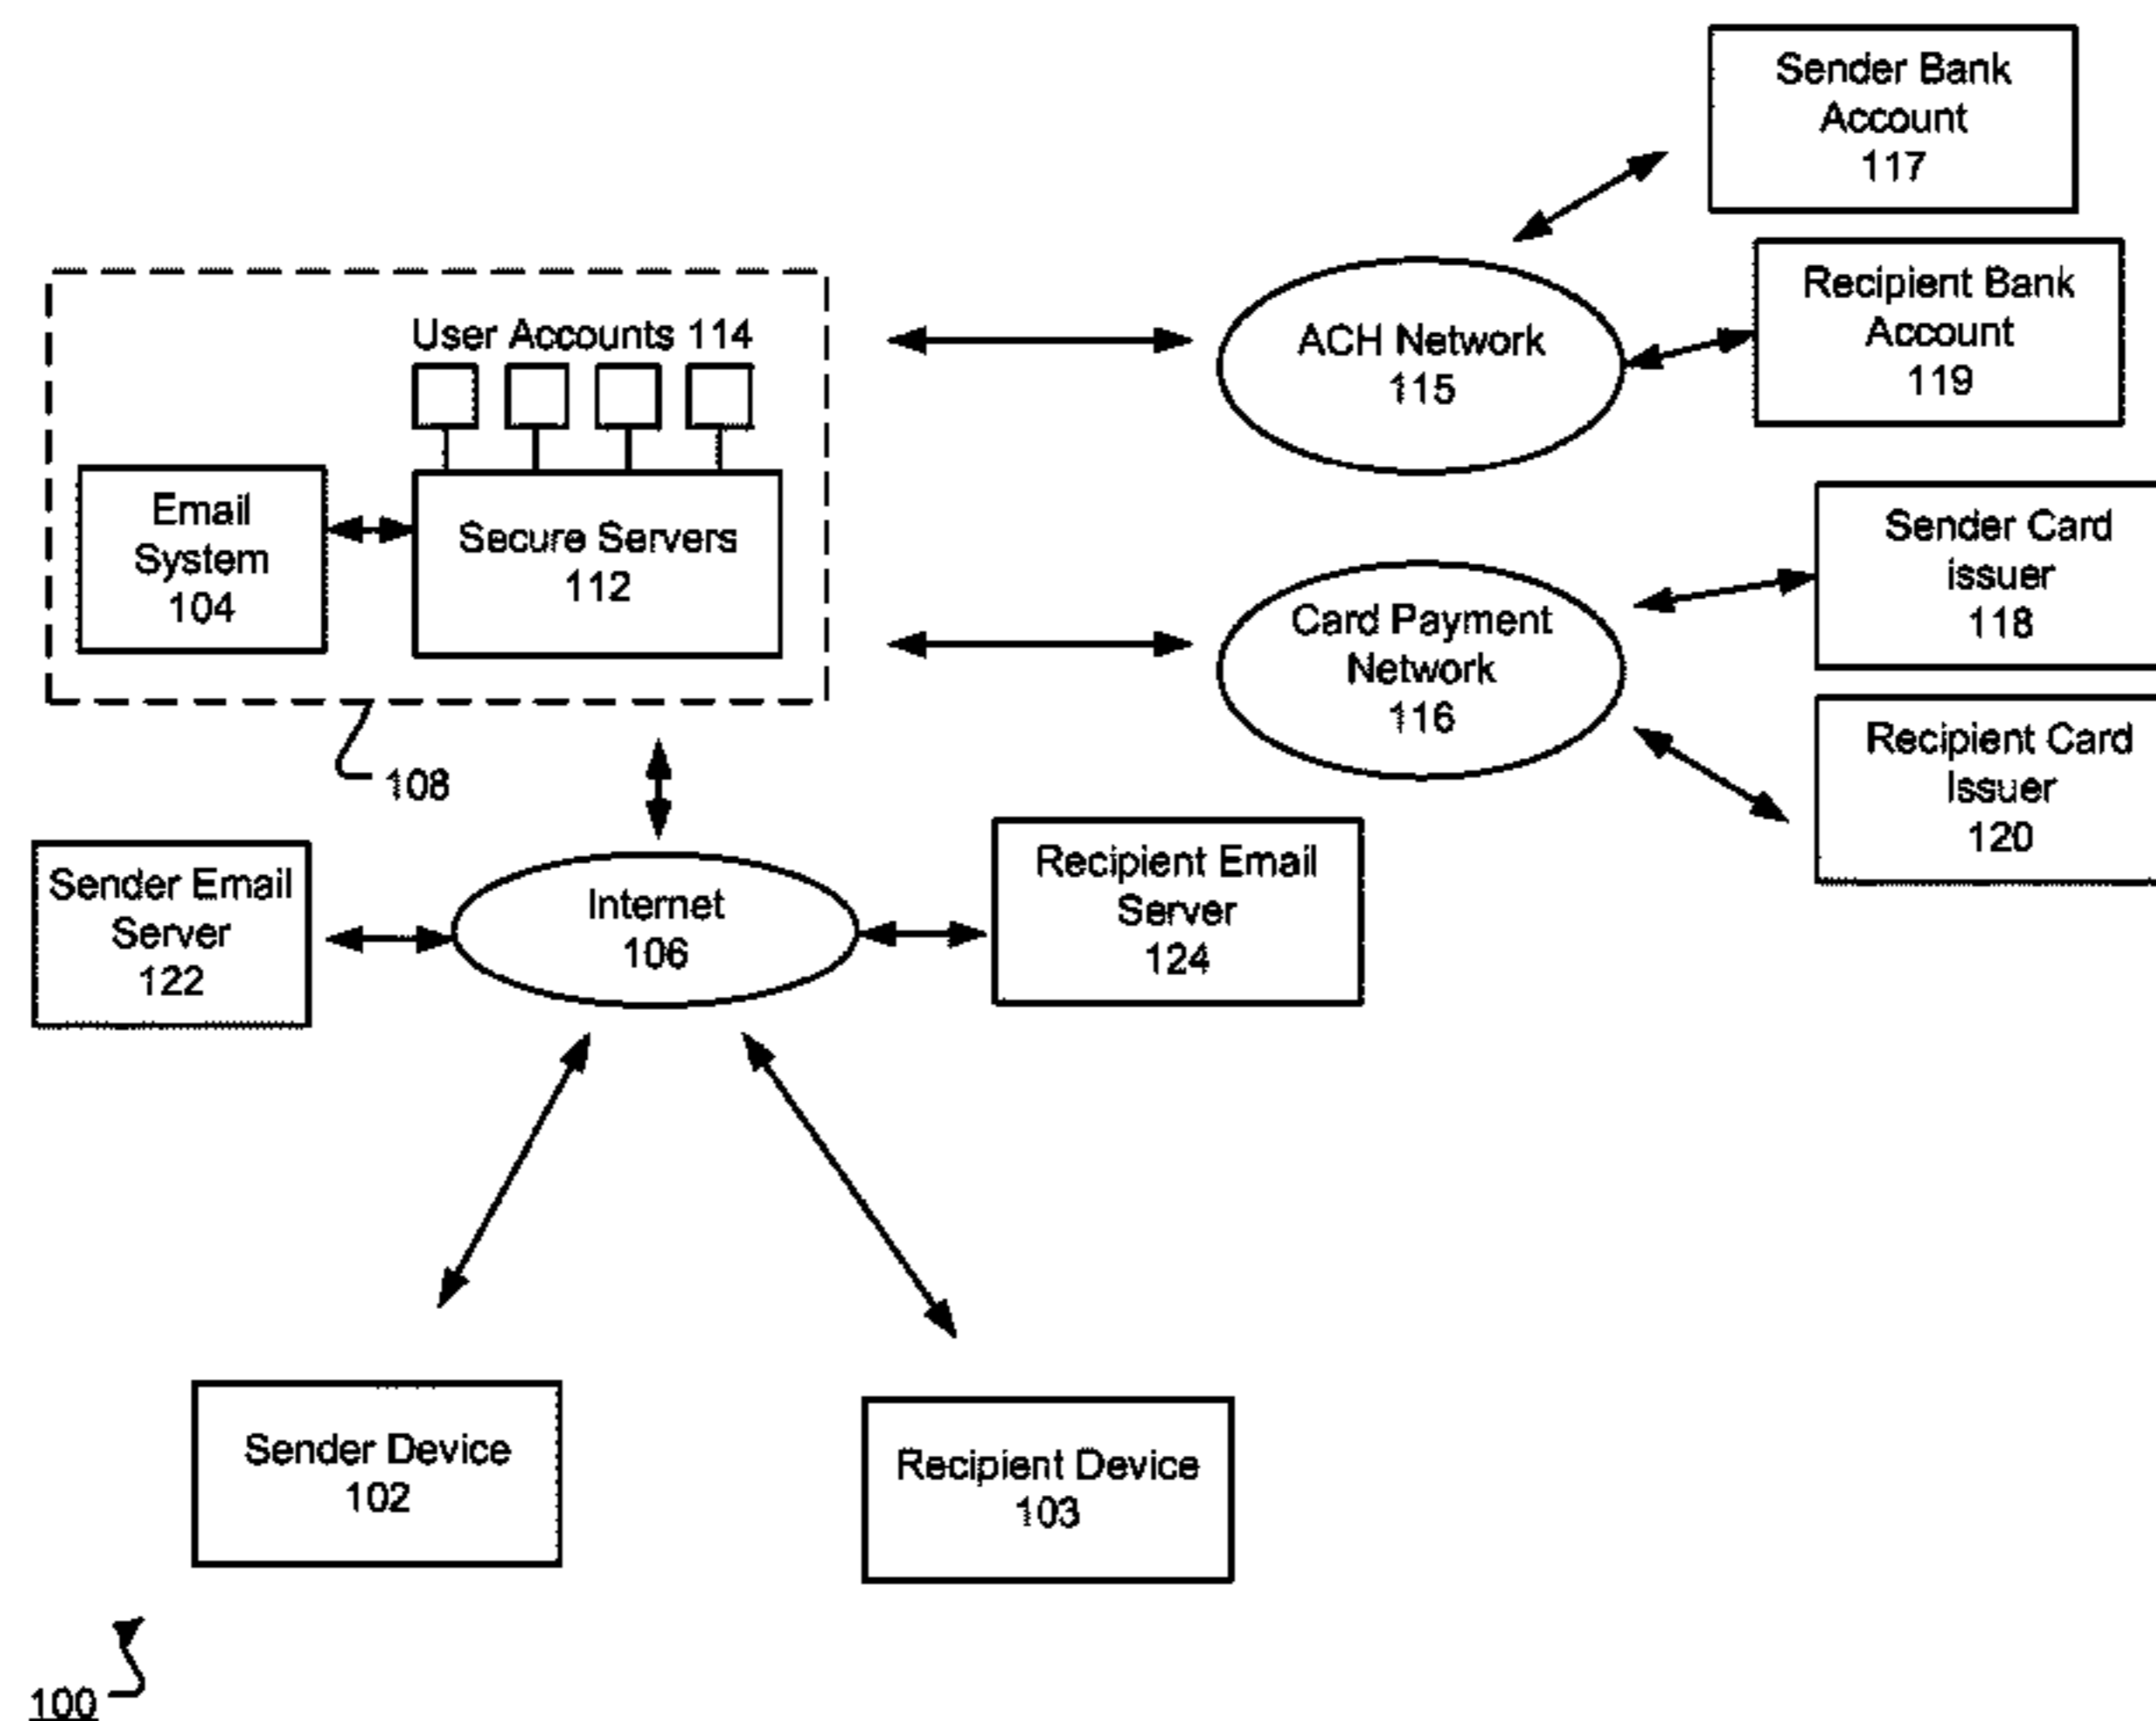 Sender Bank
Account
117
Recipient Bank
Account
119
User Accounts 114
ACH Network
115
Email
System
104
Secure Servers
112
Sender Card
issuer
118
Card Payment
Network
116
Recipient Card
Issuer
120
108
Sender Email
Server
122
Internet
106
Recipient Email
Server
124
Sender Device
102
Recipient Device
103
100